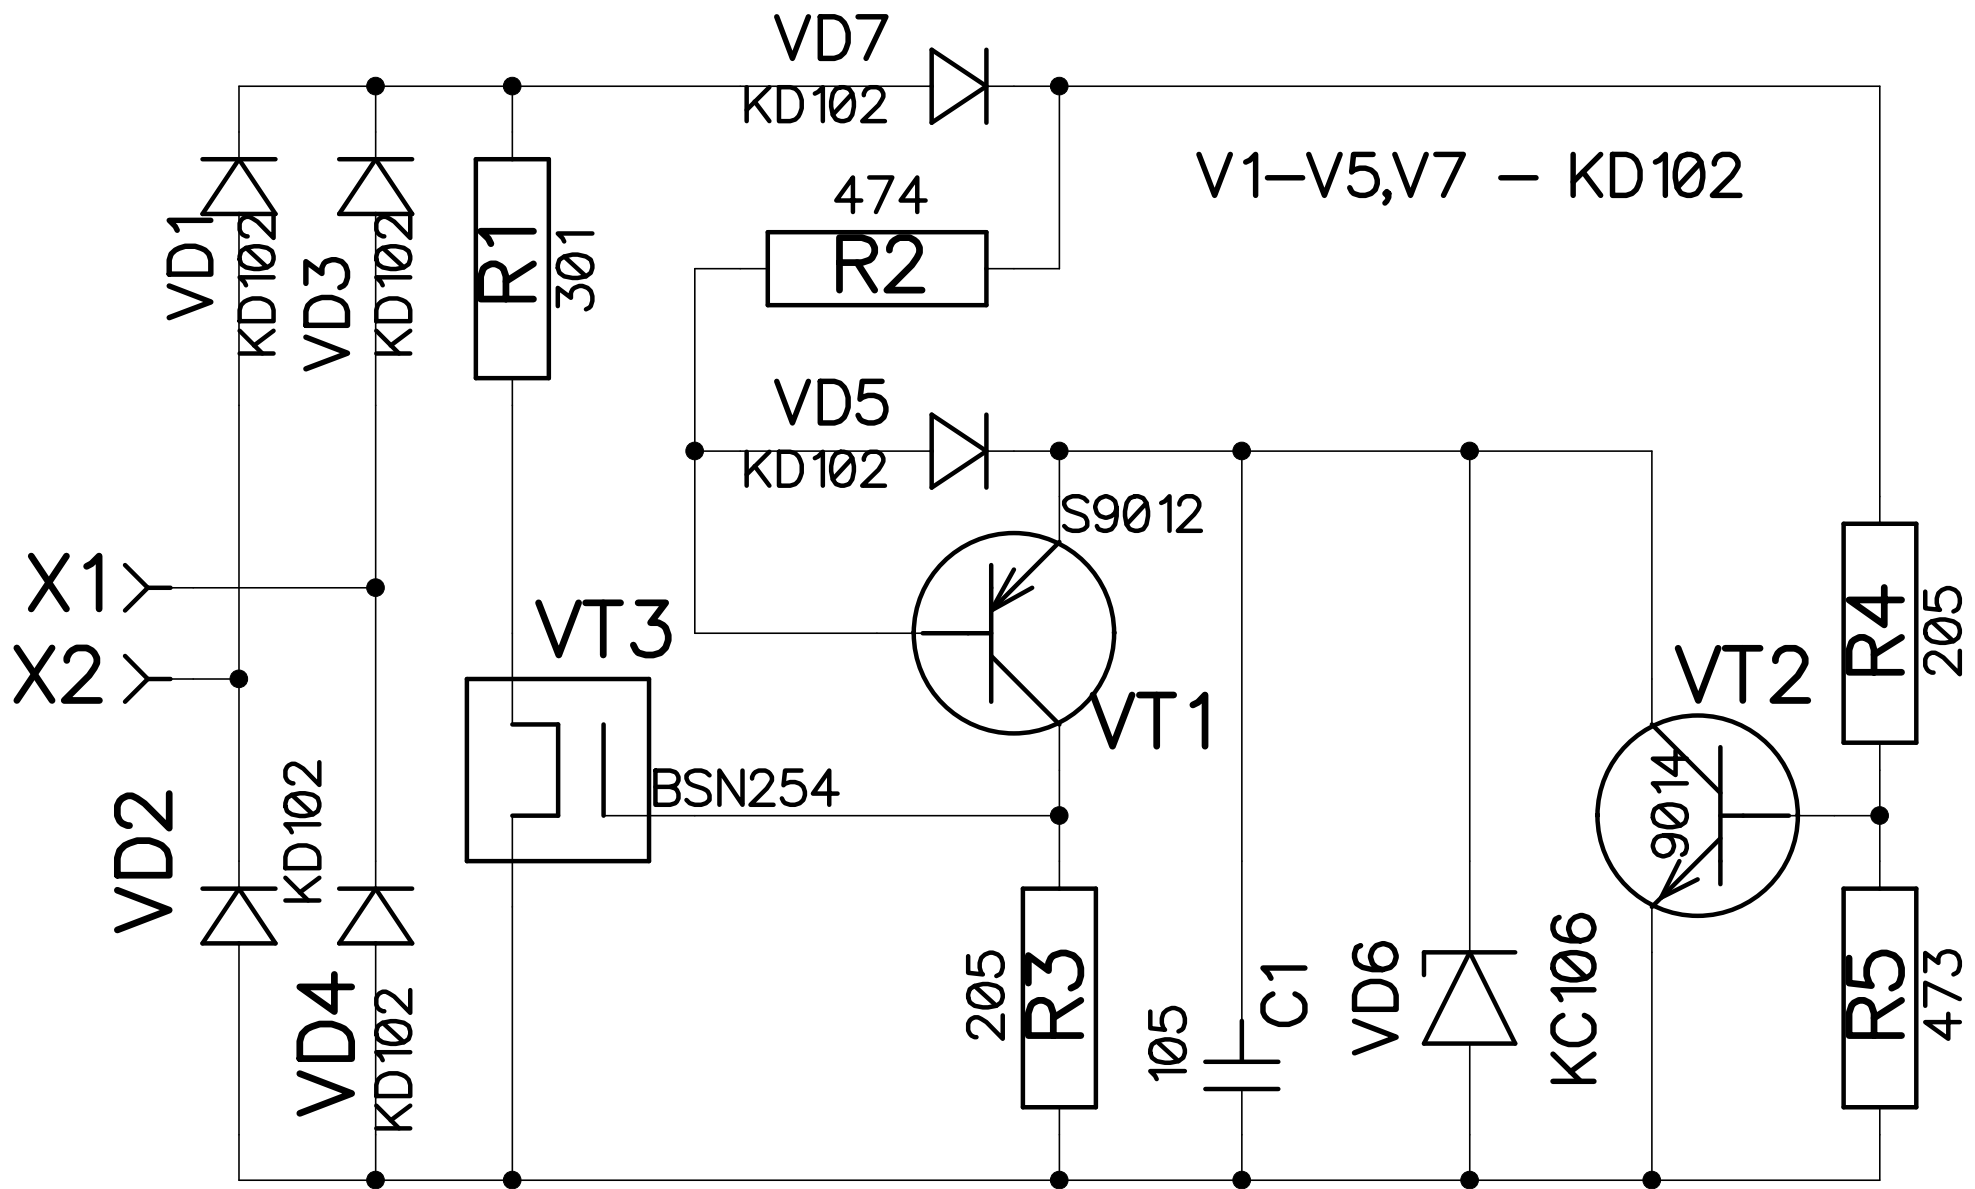 VD7
KD102
V1-V5,V7 - KD102
474
R2
VD1
KD102
VD3
KD102
R1
301
VD5
KD102
S9012
X1
X2
VT3
VT1
BSN254
VT2
9014
R4
205
VD2
KD102
VD4
KD102
205
R3
105
C1
VD6
KC106
R5
473